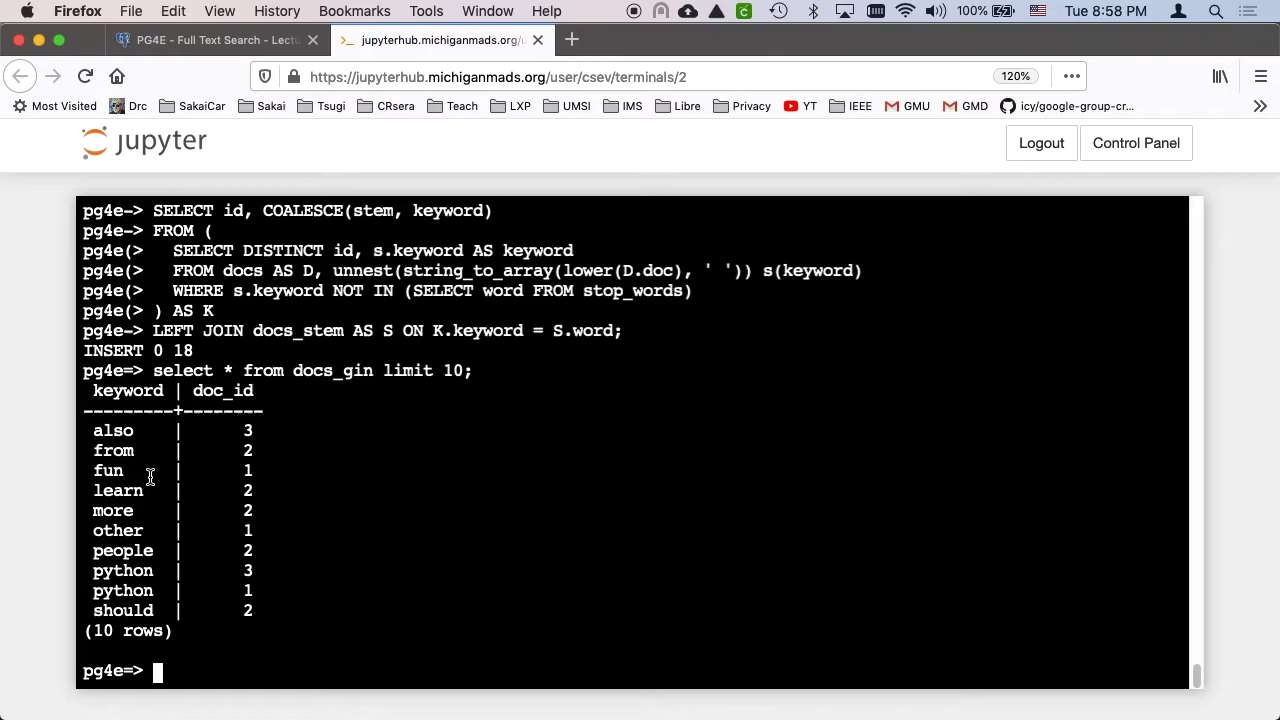 Firefox File Edit View History Bookmarks Tools Window Help 100% Tue 8:58 PM
PG4E - Full Text Search - Lectu
jupyterhub.michiganmads.org/u
https://jupyterhub.michiganmads.org/user/csev/terminals/2 120%
Most Visited Drc SakaiCar Sakai Tsugi CRsera Teach LXP UMSI IMS Libre Privacy YT IEEE GMU GMD icy/google-group-cr...
jupyter Logout Control Panel
pg4e-> SELECT id, COALESCE(stem, keyword)
pg4e-> FROM (
pg4e(>   SELECT DISTINCT id, s.keyword AS keyword
pg4e(>   FROM docs AS D, unnest(string_to_array(lower(D.doc), ' ')) s(keyword)
pg4e(>   WHERE s.keyword NOT IN (SELECT word FROM stop_words)
pg4e(> ) AS K
pg4e-> LEFT JOIN docs_stem AS S ON K.keyword = S.word;
INSERT 0 18
pg4e=> select * from docs_gin limit 10;
 keyword | doc_id
---------+--------
 also    |      3
 from    |      2
 fun     |      1
 learn   |      2
 more    |      2
 other   |      1
 people  |      2
 python  |      3
 python  |      1
 should  |      2
(10 rows)
pg4e=>